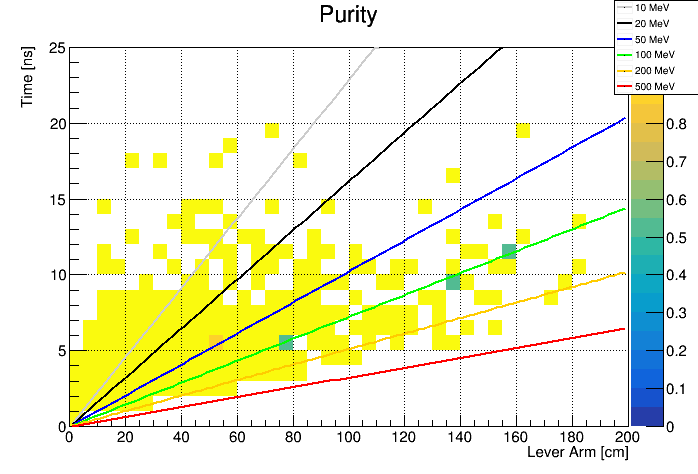 Purity
10 MeV
20 MeV
50 MeV
100 MeV
200 MeV
500 MeV
Time [ns]
25
20
15
10
5
0
0 20 40 60 80 100 120 140 160 180 200
Lever Arm [cm]
0.8
0.7
0.6
0.5
0.4
0.3
0.2
0.1
0